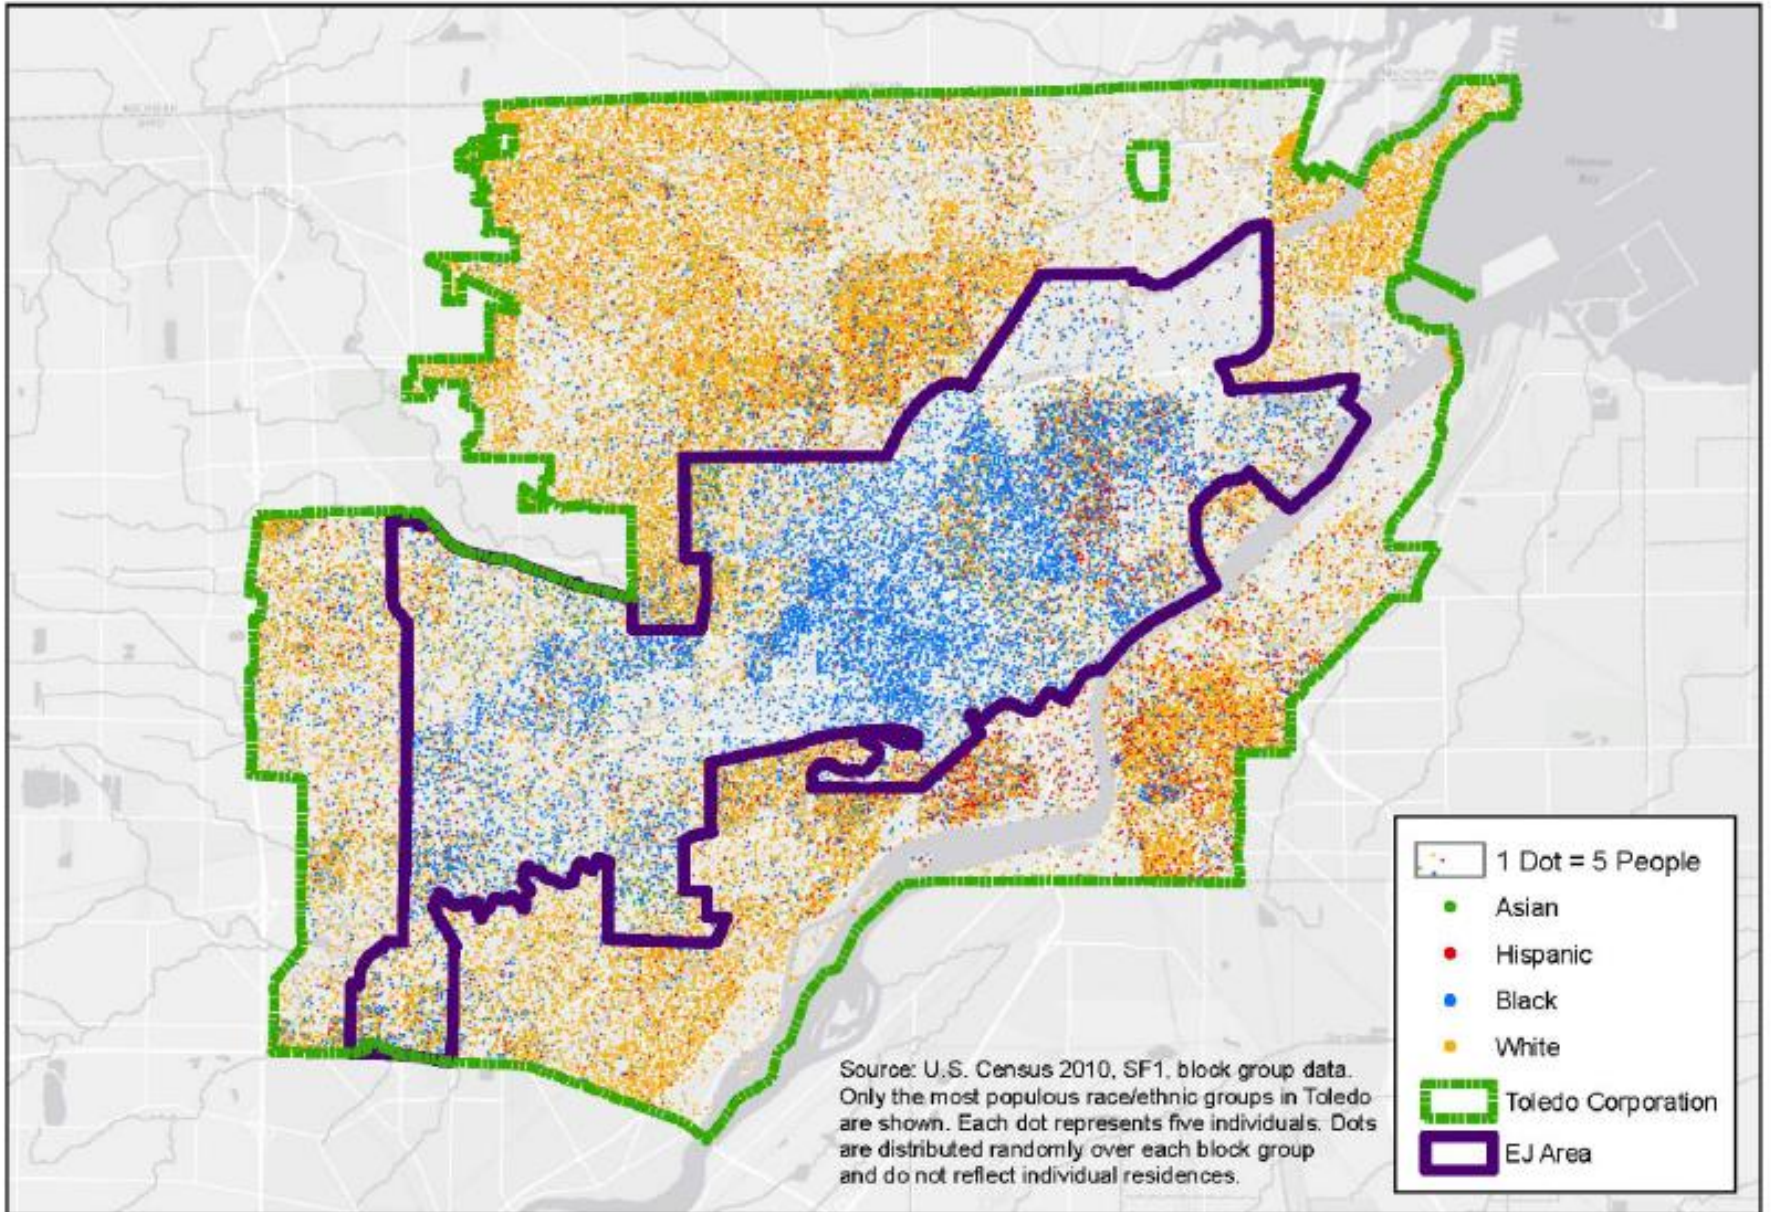 1 Dot = 5 People
Asian
Hispanic
Black
White
Toledo Corporation
EJ Area
Source: U.S. Census 2010, SF1, block group data.
Only the most populous race/ethnic groups in Toledo
are shown. Each dot represents five individuals. Dots
are distributed randomly over each block group
and do not reflect individual residences.